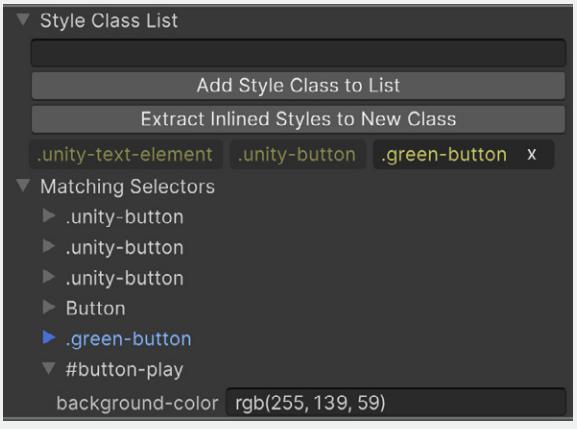 Style Class List
Add Style Class to List
Extract Inlined Styles to New Class
.unity-text-element .unity-button .green-button x
Matching Selectors
.unity-button
.unity-button
.unity-button
Button
.green-button
#button-play
background-color rgb(255, 139, 59)